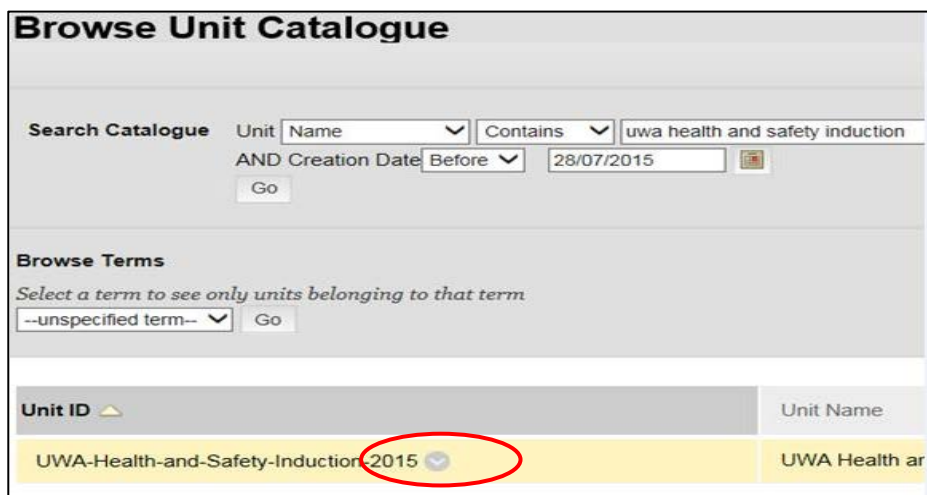 Browse Unit Catalogue
Search Catalogue Unit Name Contains uwa health and safety induction
AND Creation Date Before 28/07/2015
Go
Browse Terms
Select a term to see only units belonging to that term
--unspecified term-- Go
Unit ID Unit Name
UWA-Health-and-Safety-Induction-2015 UWA Health